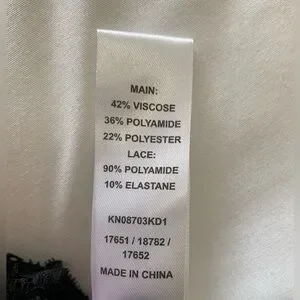 MAIN:
42% VISCOSE
36% POLYAMIDE
22% POLYESTER
LACE:
90% POLYAMIDE
10% ELASTANE
KN08703KD1
17651 / 18782 /
17652
MADE IN CHINA